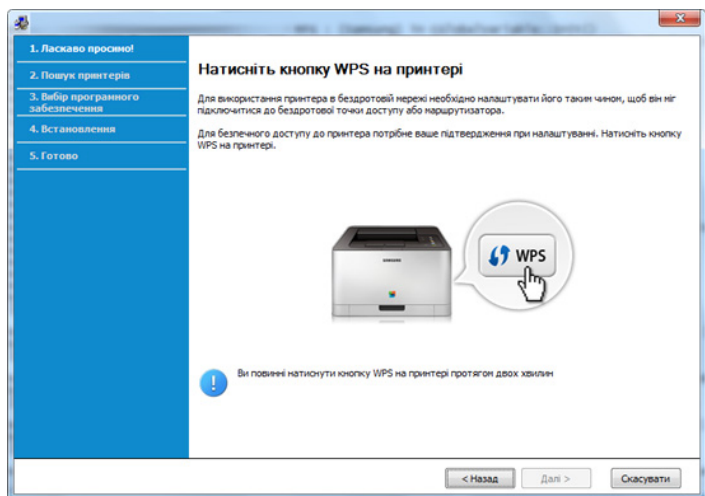 1. Ласкаво просимо!
2. Пошук принтерів
3. Вибір програмного
забезпечення
4. Встановлення
5. Готово
Натисніть кнопку WPS на принтері
Для використання принтера в бездротовій мережі необхідно налаштувати його таким чином, щоб він міг
підключитися до бездротової точки доступу або маршрутизатора.
Для безпечного доступу до принтера потрібне ваше підтвердження при налаштуванні. Натисніть кнопку
WPS на принтері.
SAMSUNG
WPS
Ви повинні натиснути кнопку WPS на принтері протягом двох хвилин
< Назад
Далі >
Скасувати